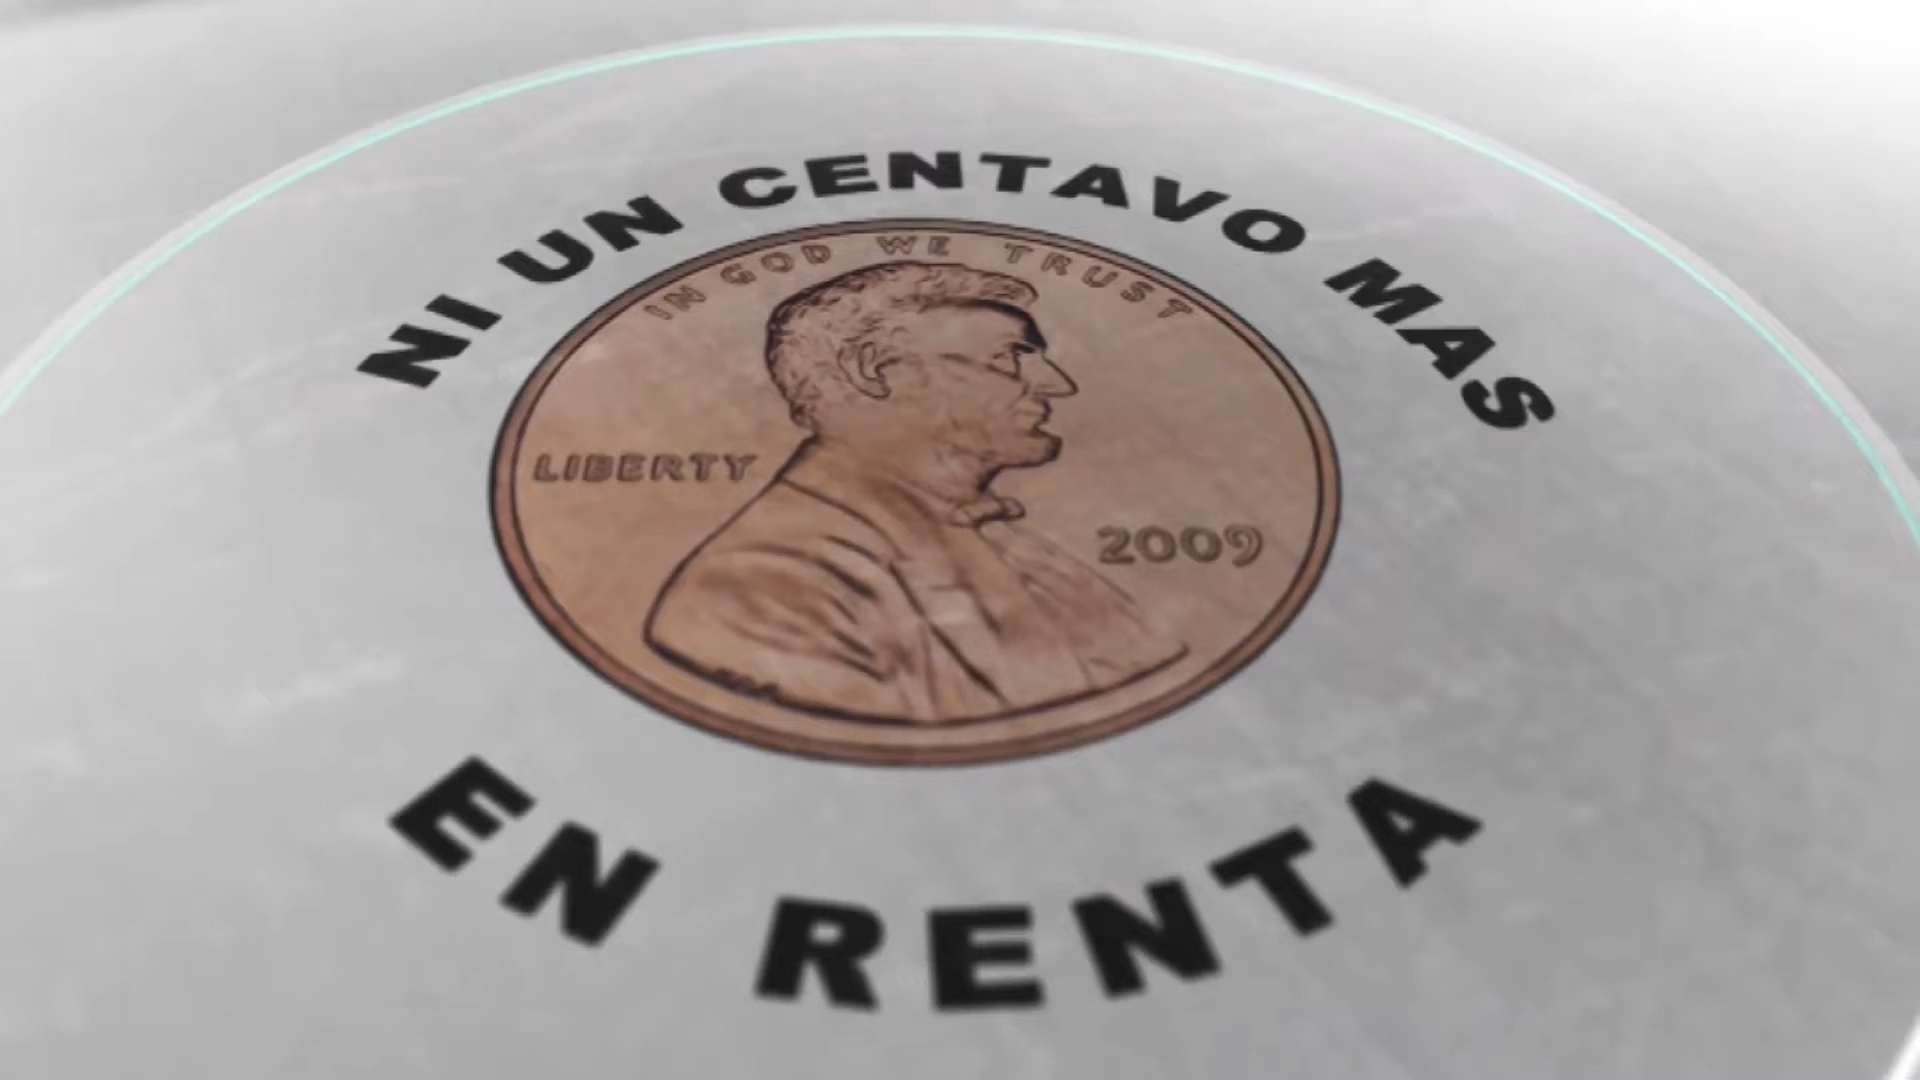 NI UN CENTAVO MAS
IN GOD WE TRUST
LIBERTY
2009
EN RENTA